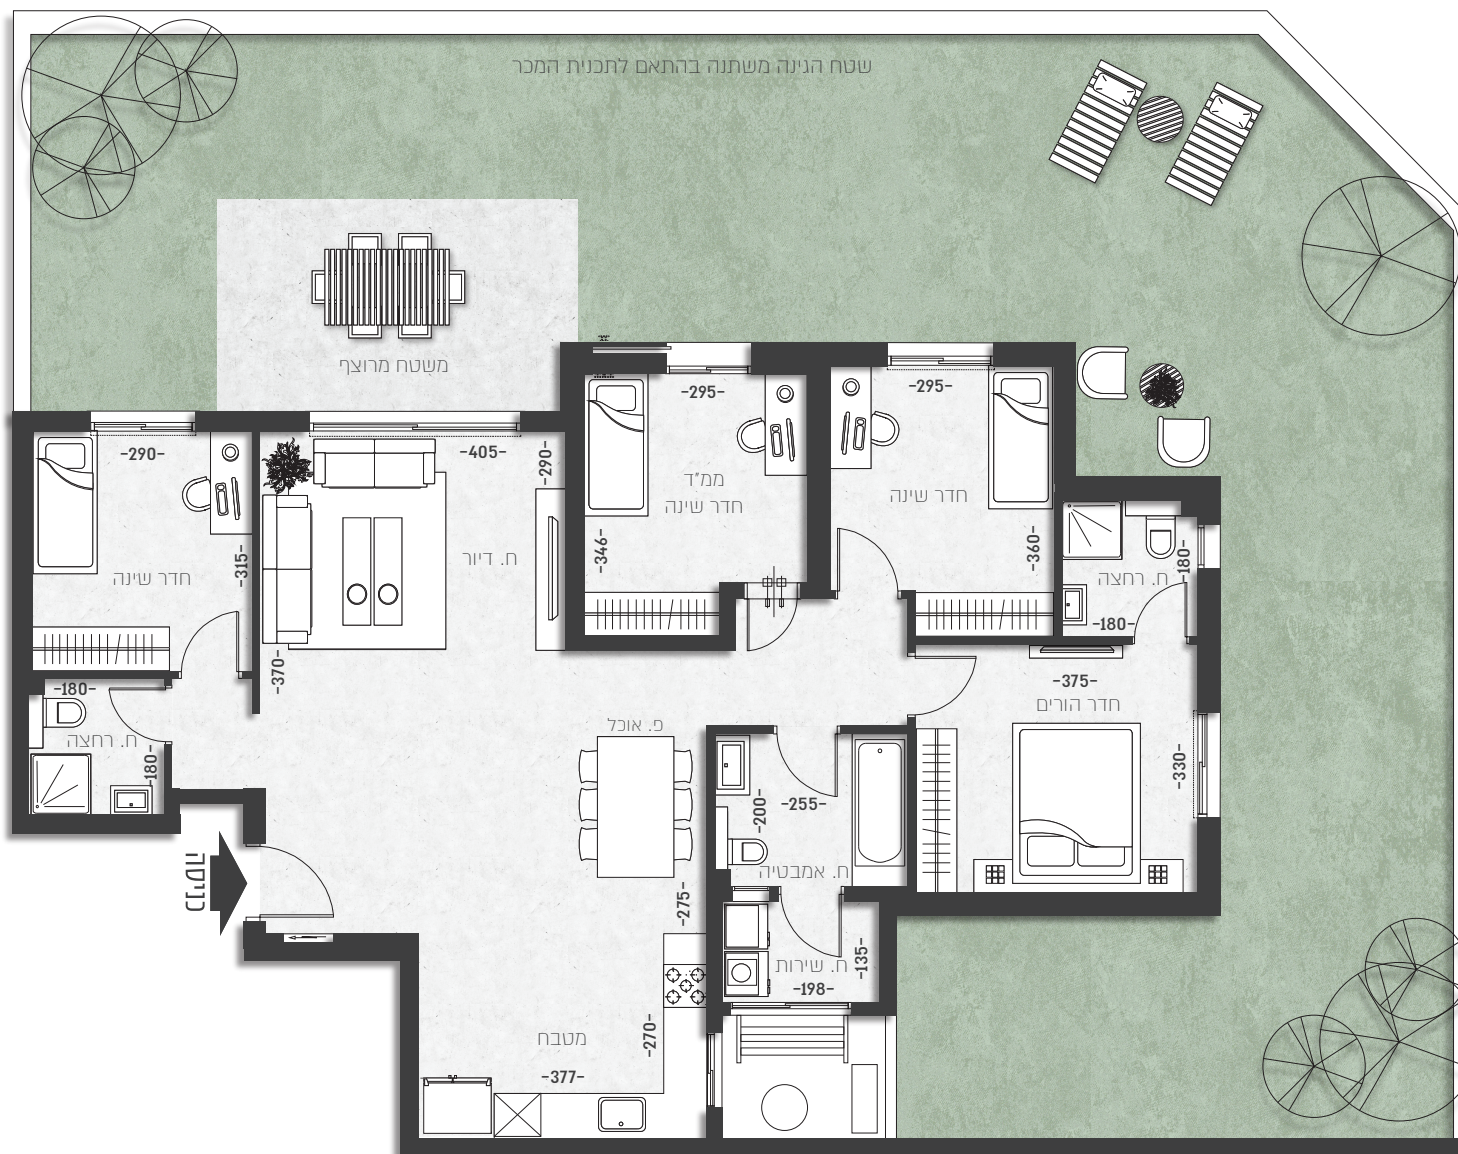 שטח הגינה משתנה בהתאם לתכנית המכר
משטח מרוצף
-295-
-295-
-290-
-405-
-290-
ממ"ד
חדר שינה
חדר שינה
-346-
-360-
-315-
ח. דיור
חדר שינה
ח. רחצה
-180-
-180-
-370-
-180-
ח. רחצה
-180-
-375-
חדר הורים
-330-
פ. אוכל
-255-
-200-
ח. אמבטיה
כניסה
-275-
-135-
ח. שירות
-198-
מטבח
-270-
-377-